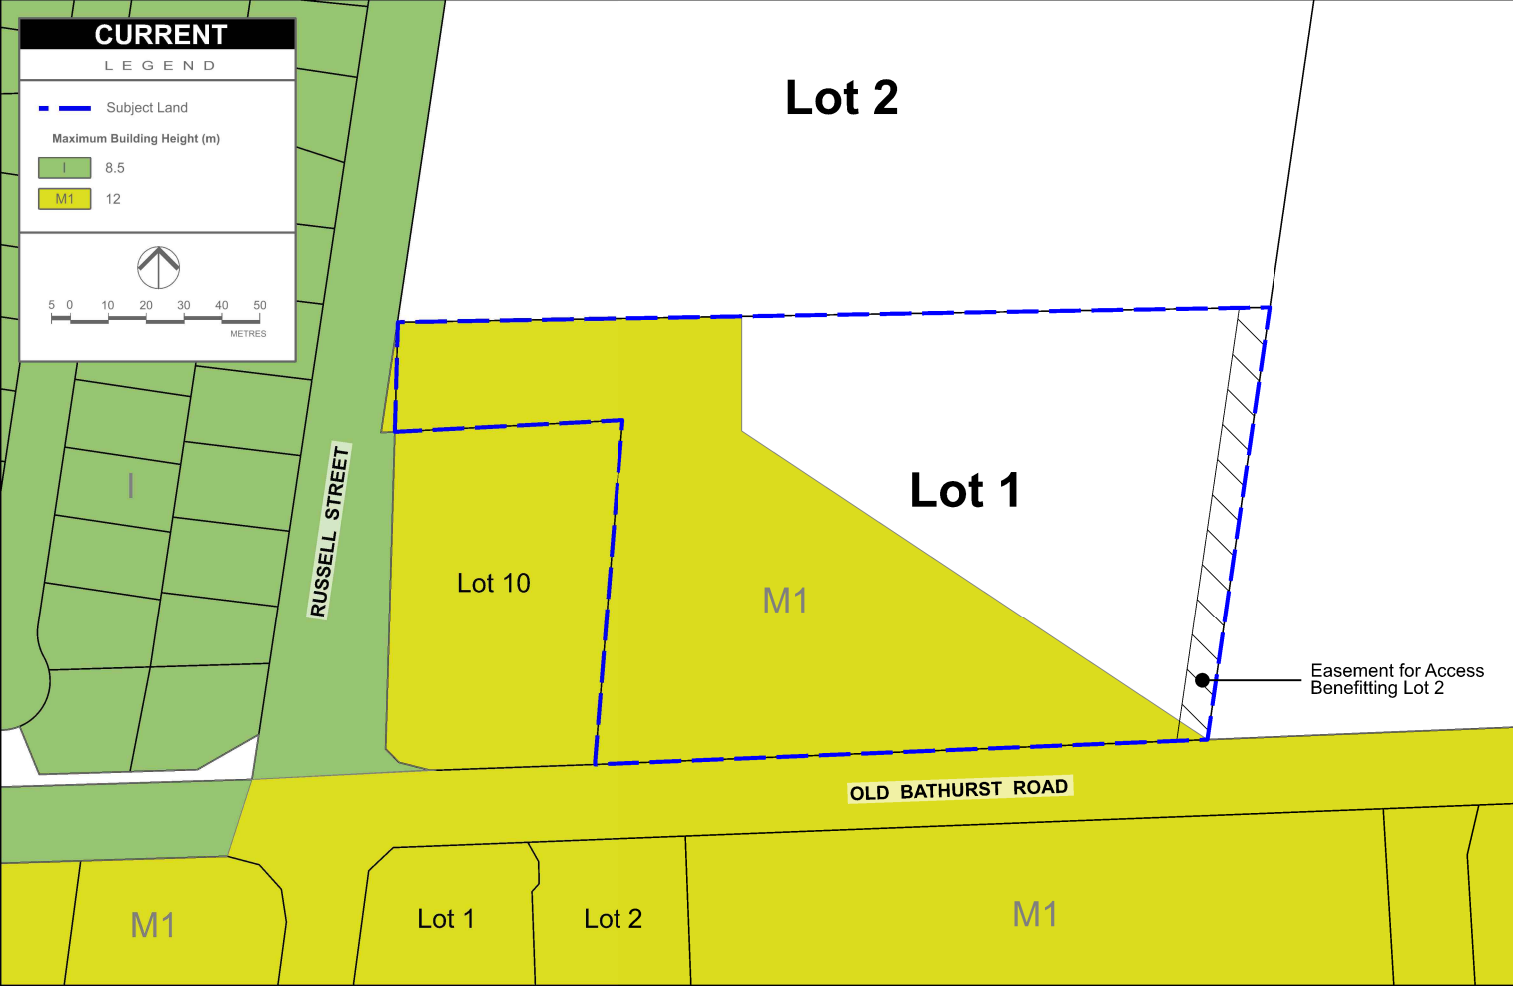 CURRENT
LEGEND
Subject Land
Maximum Building Height (m)
I 8.5
M1 12
5 0 10 20 30 40 50
METRES
Lot 2
Lot 1
I
RUSSELL STREET
Lot 10
M1
Easement for Access
Benefitting Lot 2
OLD BATHURST ROAD
M1
Lot 1
Lot 2
M1